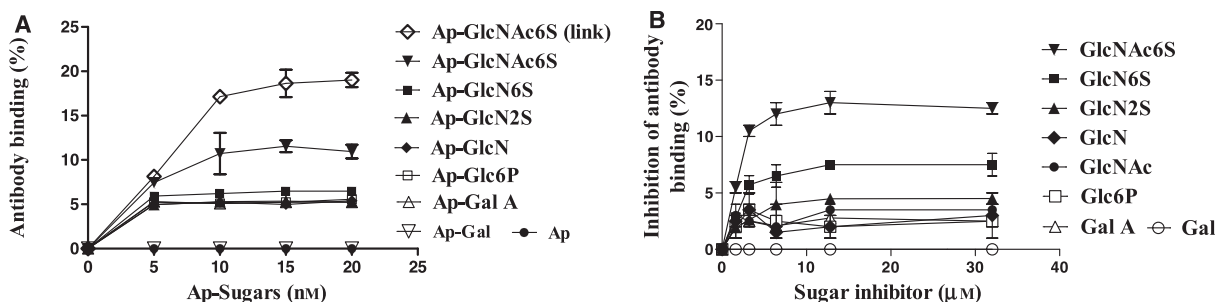 A
Antibody binding (%)
25
20
15
10
5
0
0 5 10 15 20 25
Ap-Sugars (nM)
Ap-GlcNAc6S (link)
Ap-GlcNAc6S
Ap-GlcN6S
Ap-GlcN2S
Ap-GlcN
Ap-Glc6P
Ap-Gal A
Ap-Gal Ap
B
Inhibition of antibody
binding (%)
20
15
10
5
0
0 10 20 30 40
Sugar inhibitor (μM)
GlcNAc6S
GlcN6S
GlcN2S
GlcN
GlcNAc
Glc6P
Gal A Gal